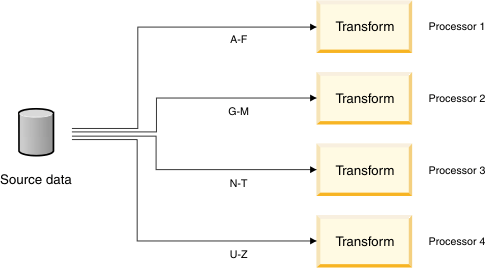 Transform
Processor 1
A-F
Transform
Processor 2
G-M
Source data
Transform
Processor 3
N-T
Transform
Processor 4
U-Z